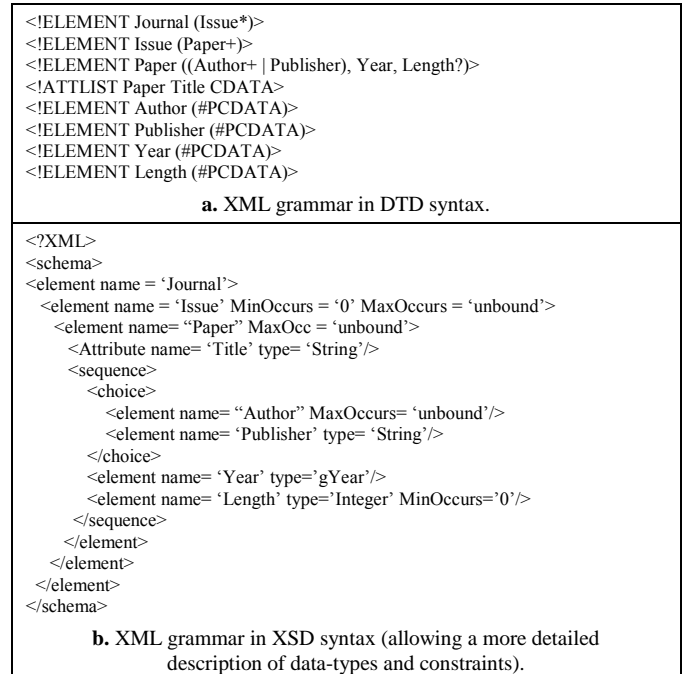 <!ELEMENT Journal (Issue*)>
<!ELEMENT Issue (Paper+)>
<!ELEMENT Paper ((Author+ | Publisher), Year, Length?)>
<!ATTLIST Paper Title CDATA>
<!ELEMENT Author (#PCDATA)>
<!ELEMENT Publisher (#PCDATA)>
<!ELEMENT Year (#PCDATA)>
<!ELEMENT Length (#PCDATA)>
a. XML grammar in DTD syntax.
<?XML>
<schema>
<element name = ‘Journal’>
<element name = ‘Issue’ MinOccurs = ‘0’ MaxOccurs = ‘unbound’>
<element name= “Paper” MaxOcc = ‘unbound’>
<Attribute name= ‘Title’ type= ‘String’/>
<sequence>
<choice>
<element name= “Author” MaxOccurs= ‘unbound’/>
<element name= ‘Publisher’ type= ‘String’/>
</choice>
<element name= ‘Year’ type=’gYear’/>
<element name= ‘Length’ type=’Integer’ MinOccurs=’0’/>
</sequence>
</element>
</element>
</element>
</schema>
b. XML grammar in XSD syntax (allowing a more detailed
description of data-types and constraints).